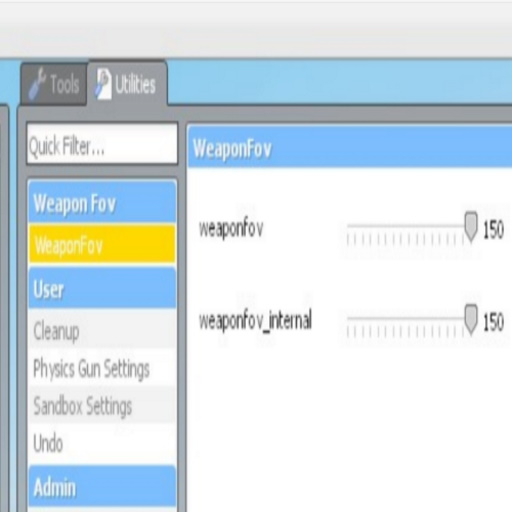 Tools
Utilities
Quick Filter...
Weapon Fov
WeaponFov
User
Cleanup
Physics Gun Settings
Sandbox Settings
Undo
Admin
WeaponFov
weaponfov 150
weaponfov_internal 150